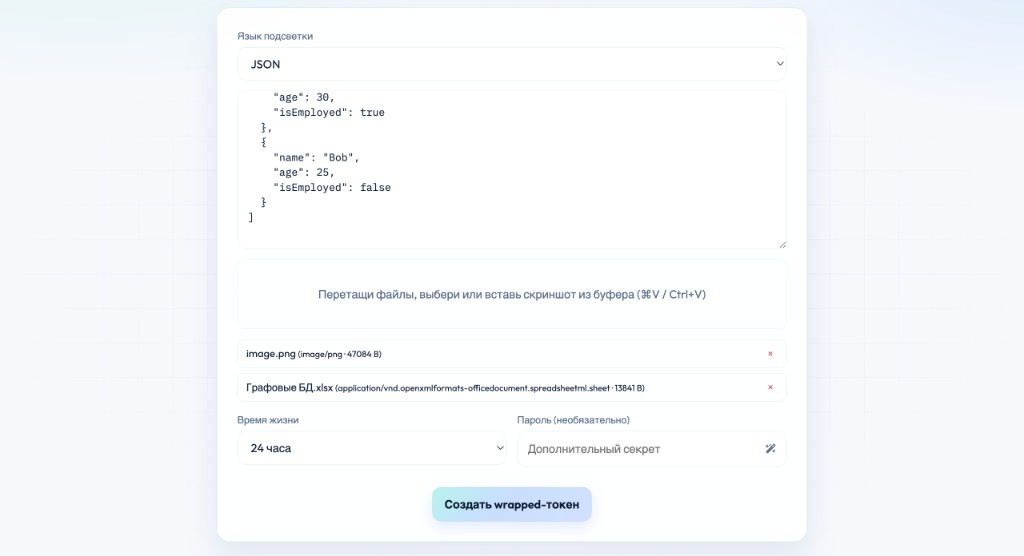 Язык подсветки
JSON
    "age": 30,
    "isEmployed": true
  },
  {
    "name": "Bob",
    "age": 25,
    "isEmployed": false
  }
]
Перетащи файлы, выбери или вставь скриншот из буфера (⌘V / Ctrl+V)
image.png (image/png · 47084 B)
×
Графовые БД.xlsx (application/vnd.openxmlformats-officedocument.spreadsheetml.sheet · 13841 B)
×
Время жизни
24 часа
Пароль (необязательно)
Дополнительный секрет
Создать wrapped-токен